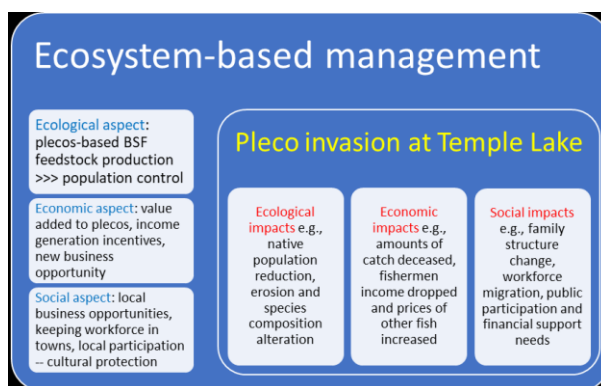 Ecosystem-based management
Ecological aspect:
plecos-based BSF
feedstock production
>>> population control
Economic aspect: value
added to plecos, income
generation incentives,
new business
opportunity
Social aspect: local
business opportunities,
keeping workforce in
towns, local participation
-- cultural protection
Pleco invasion at Temple Lake
Ecological
impacts e.g.,
native
population
reduction,
erosion and
species
composition
alteration
Economic
impacts e.g.,
amounts of
catch deceased,
fishermen
income dropped
and prices of
other fish
increased
Social impacts
e.g., family
structure
change,
workforce
migration, public
participation and
financial support
needs